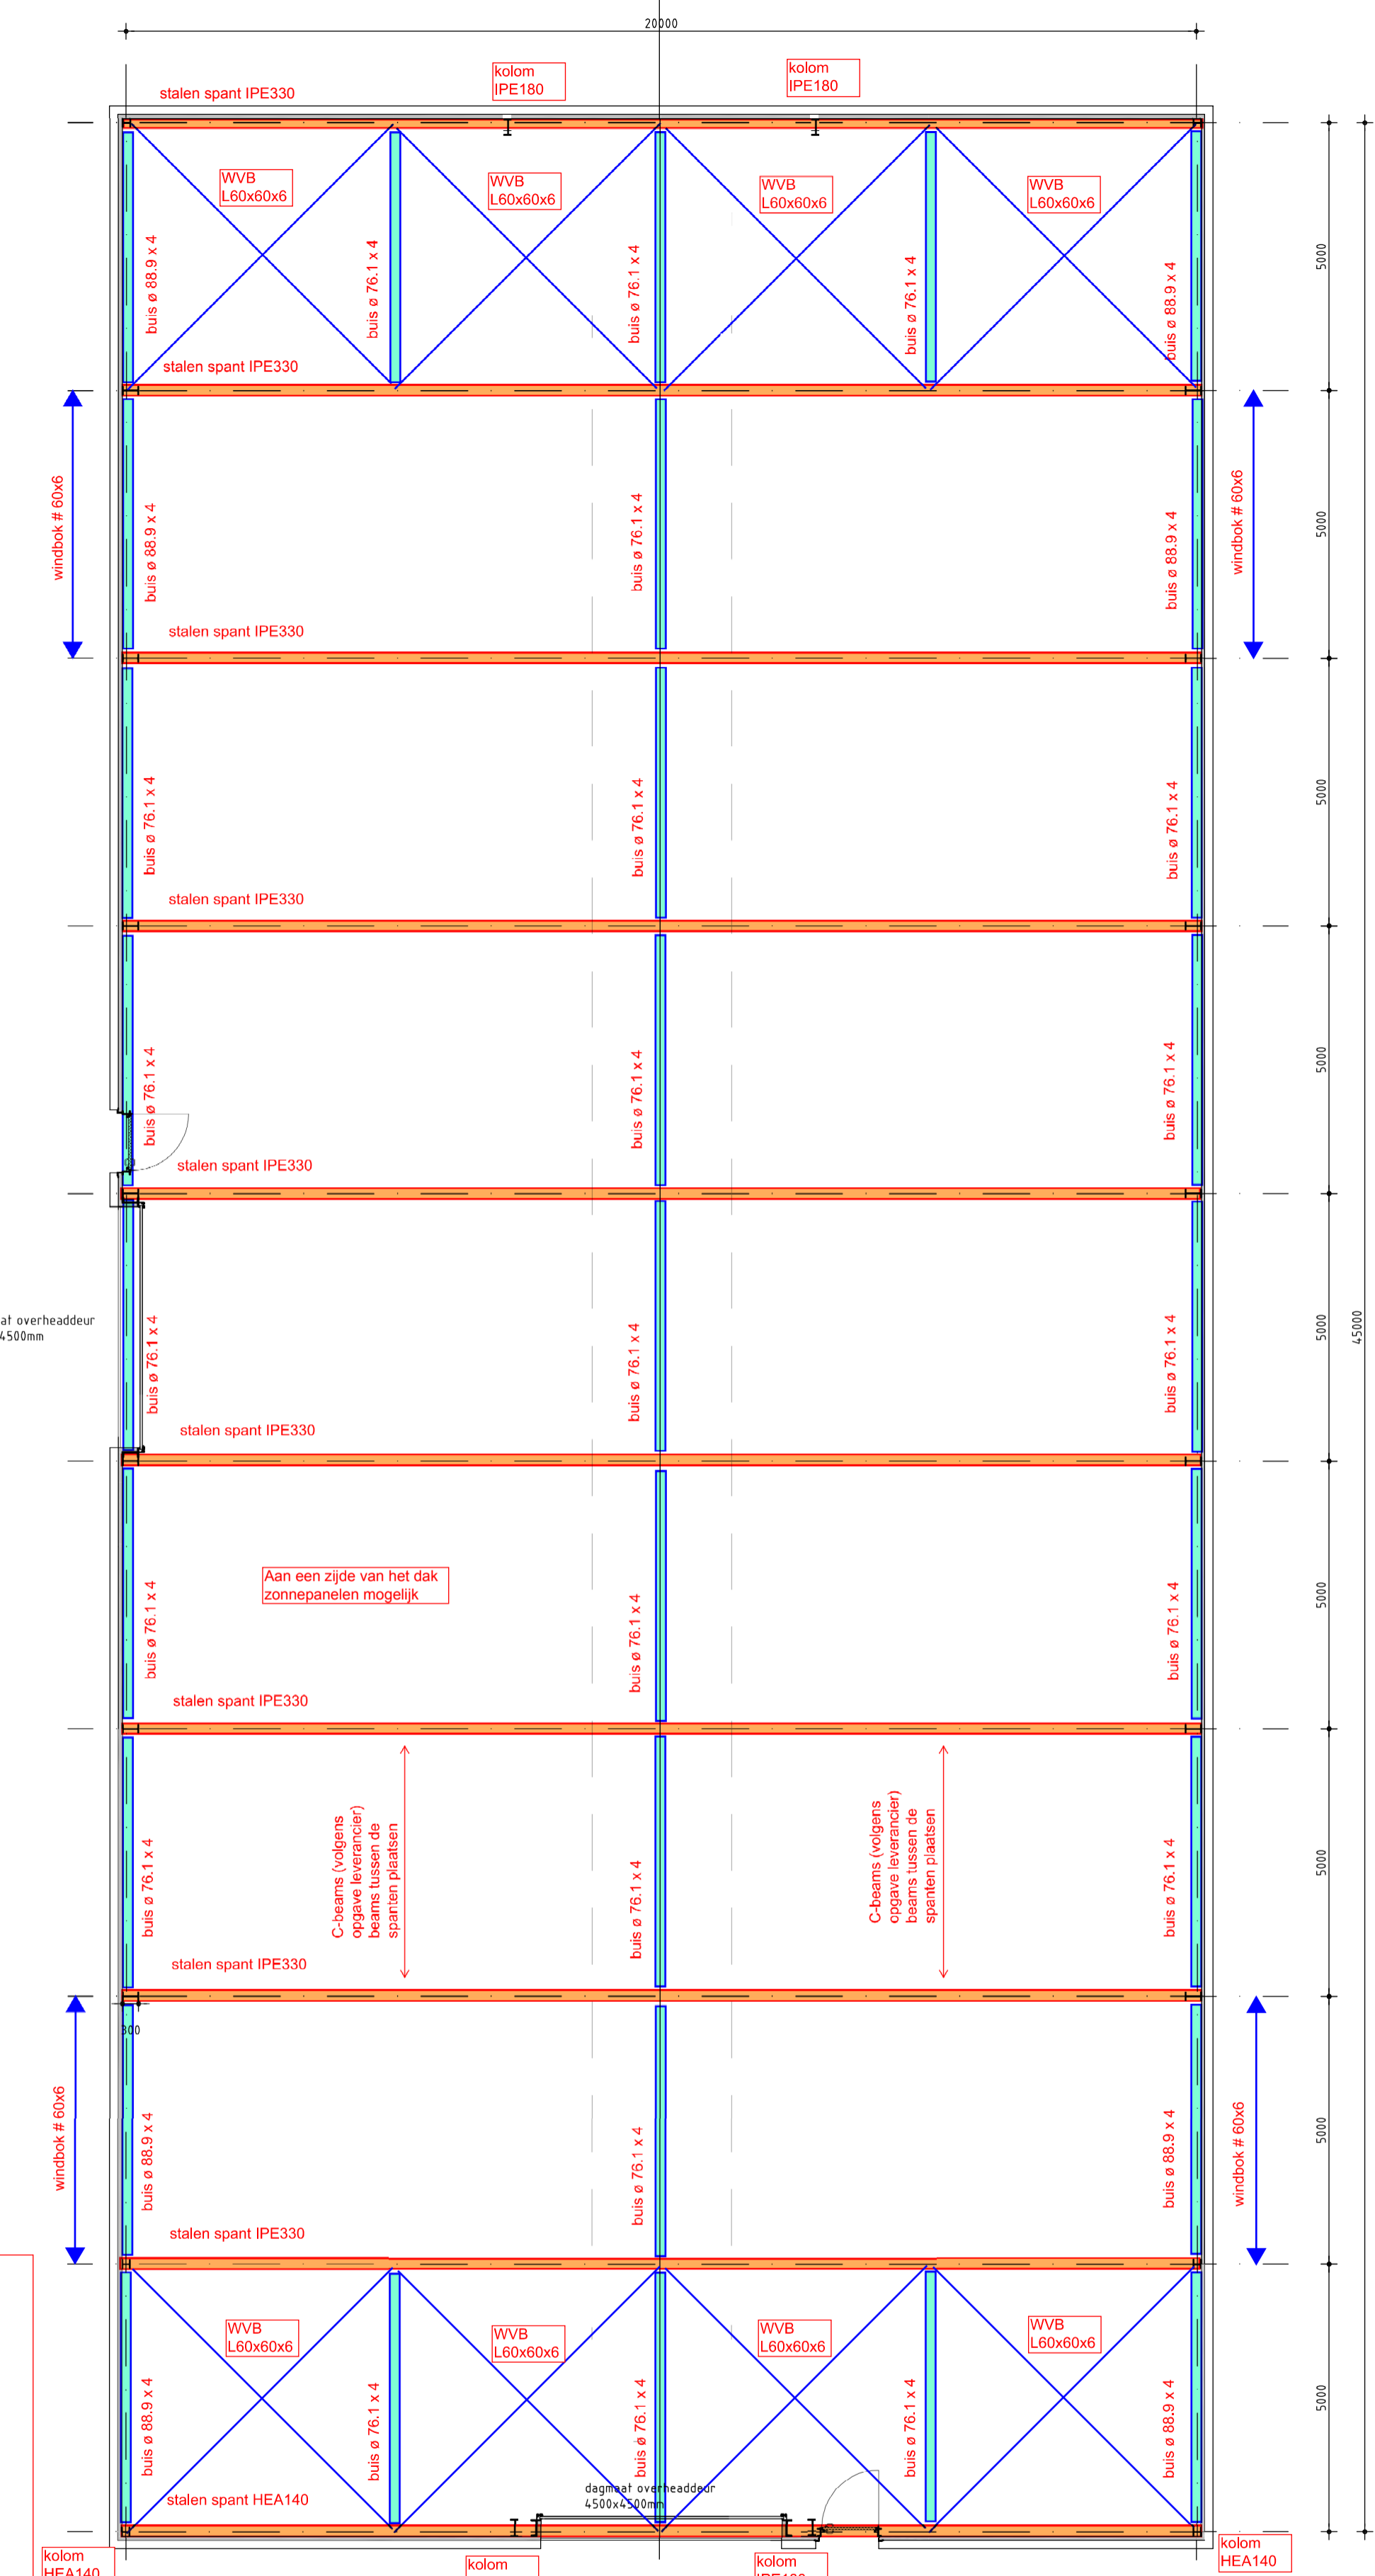 20000
stalen spant IPE330
kolom
IPE180
kolom
IPE180
WVB
L60x60x6
WVB
L60x60x6
WVB
L60x60x6
WVB
L60x60x6
buis ø 88.9 x 4
buis ø 76.1 x 4
buis ø 76.1 x 4
buis ø 76.1 x 4
buis ø 88.9 x 4
5000
stalen spant IPE330
windbok # 60x6
buis ø 88.9 x 4
buis ø 76.1 x 4
buis ø 88.9 x 4
windbok # 60x6
5000
stalen spant IPE330
buis ø 76.1 x 4
buis ø 76.1 x 4
buis ø 76.1 x 4
5000
stalen spant IPE330
buis ø 76.1 x 4
buis ø 76.1 x 4
buis ø 76.1 x 4
5000
stalen spant IPE330
at overheaddeur
4500mm
buis ø 76.1 x 4
buis ø 76.1 x 4
buis ø 76.1 x 4
5000
45000
stalen spant IPE330
Aan een zijde van het dak
zonnepanelen mogelijk
buis ø 76.1 x 4
buis ø 76.1 x 4
buis ø 76.1 x 4
5000
stalen spant IPE330
buis ø 76.1 x 4
C-beams (volgens
opgave leverancier)
beams tussen de
spanten plaatsen
buis ø 76.1 x 4
C-beams (volgens
opgave leverancier)
beams tussen de
spanten plaatsen
buis ø 76.1 x 4
5000
stalen spant IPE330
300
windbok # 60x6
buis ø 88.9 x 4
buis ø 76.1 x 4
buis ø 88.9 x 4
windbok # 60x6
5000
stalen spant IPE330
WVB
L60x60x6
WVB
L60x60x6
WVB
L60x60x6
WVB
L60x60x6
buis ø 88.9 x 4
buis ø 76.1 x 4
buis ø 76.1 x 4
buis ø 76.1 x 4
buis ø 88.9 x 4
5000
stalen spant HEA140
dagmaat overheaddeur
4500x4500mm
kolom
HEA140
kolom
kolom
kolom
HEA140